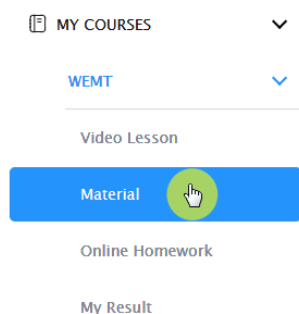 MY COURSES
WEMT
Video Lesson
Material
Online Homework
My Result